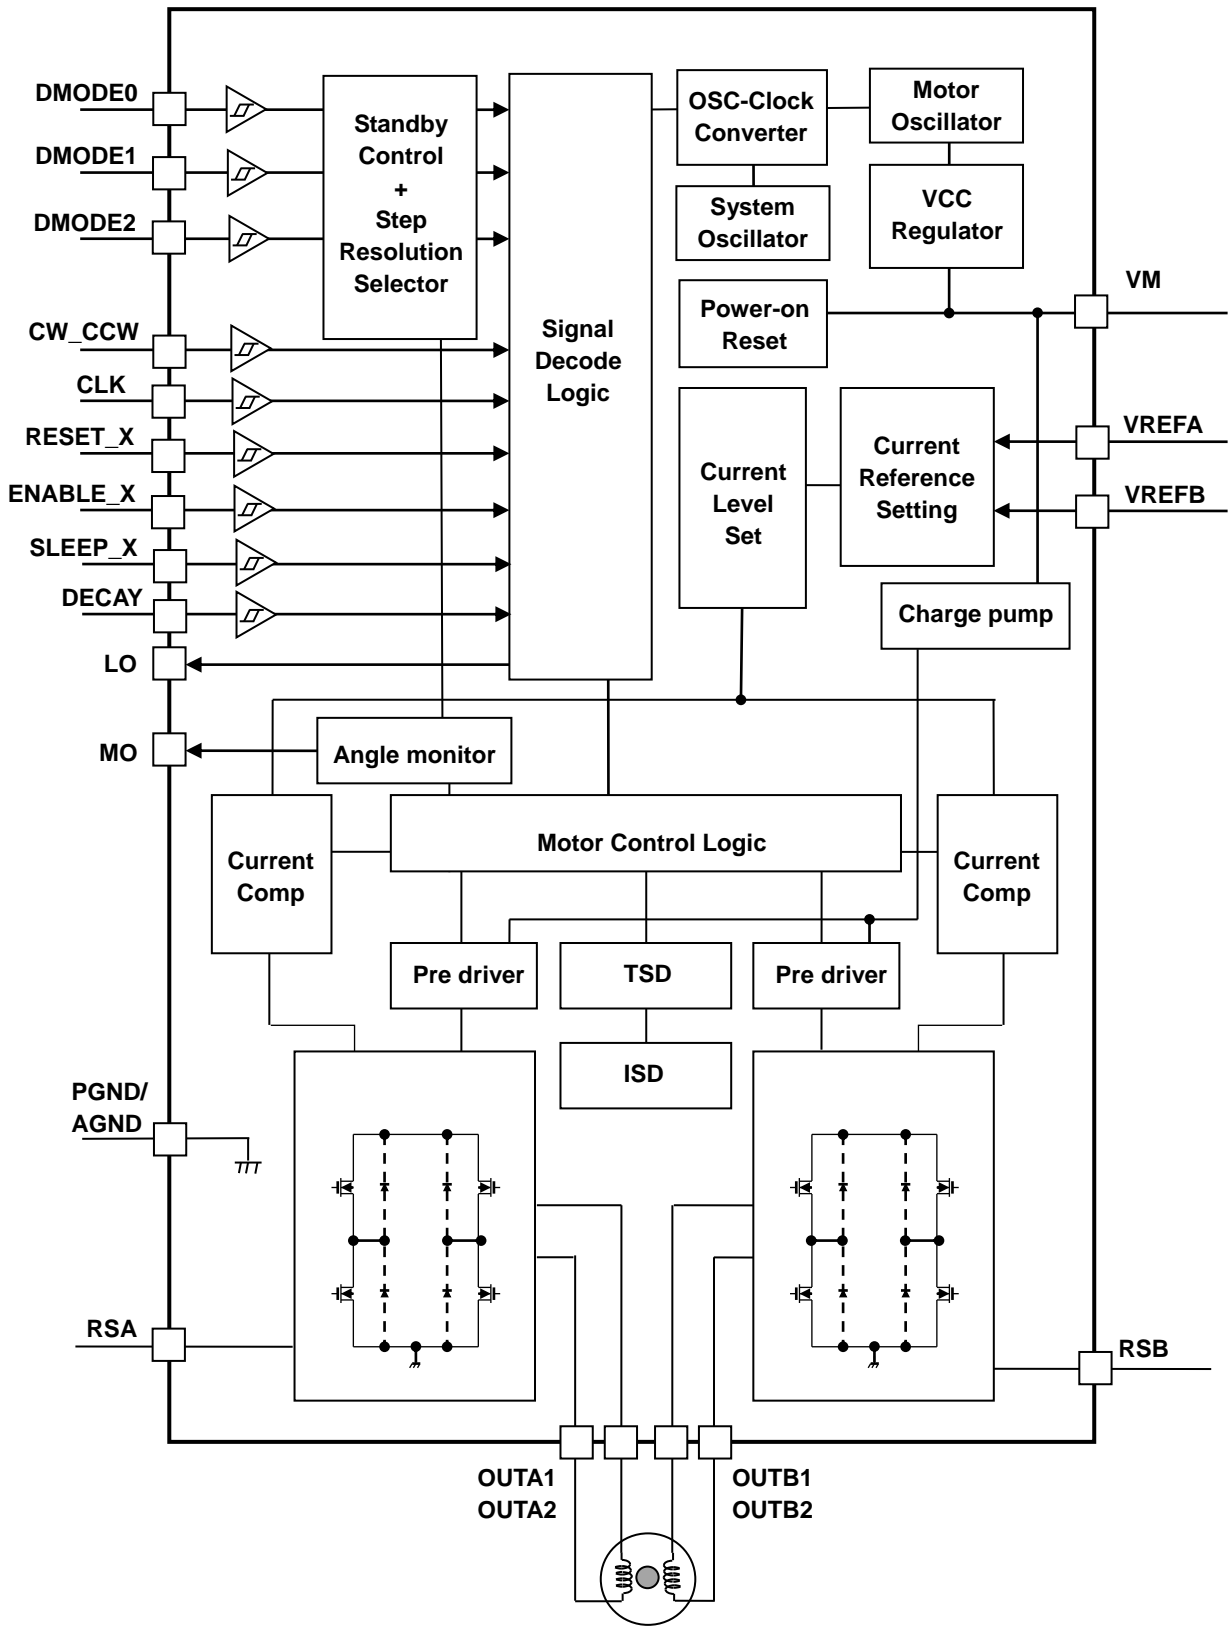 DMODE0
DMODE1
DMODE2
CW_CCW
CLK
RESET_X
ENABLE_X
SLEEP_X
DECAY
LO
MO
PGND/
AGND
RSA
Standby
Control
+
Step
Resolution
Selector
Signal
Decode
Logic
OSC-Clock
Converter
Motor
Oscillator
System
Oscillator
VCC
Regulator
Power-on
Reset
VM
Current
Level
Set
Current
Reference
Setting
VREFA
VREFB
Charge pump
Angle monitor
Motor Control Logic
Current
Comp
Current
Comp
Pre driver
TSD
Pre driver
ISD
RSB
OUTA1
OUTA2
OUTB1
OUTB2